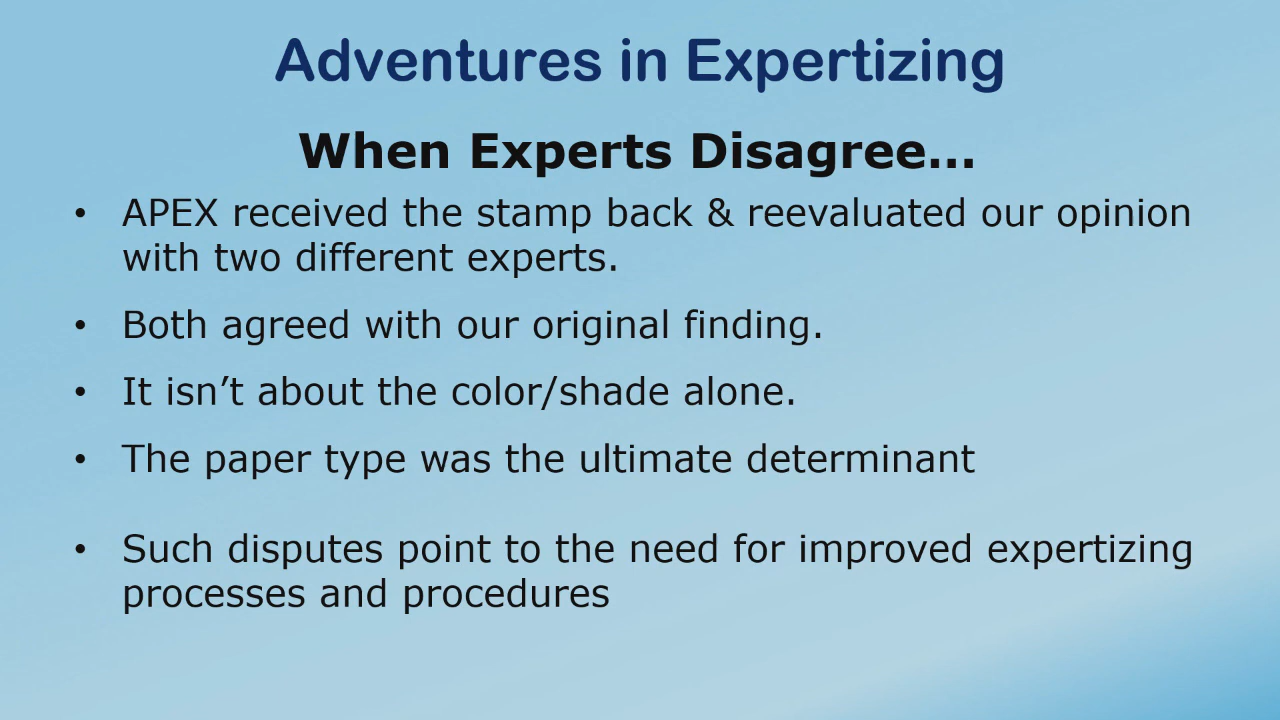 Adventures in Expertizing
When Experts Disagree…
• APEX received the stamp back & reevaluated our opinion
with two different experts.
• Both agreed with our original finding.
• It isn’t about the color/shade alone.
• The paper type was the ultimate determinant
• Such disputes point to the need for improved expertizing
processes and procedures